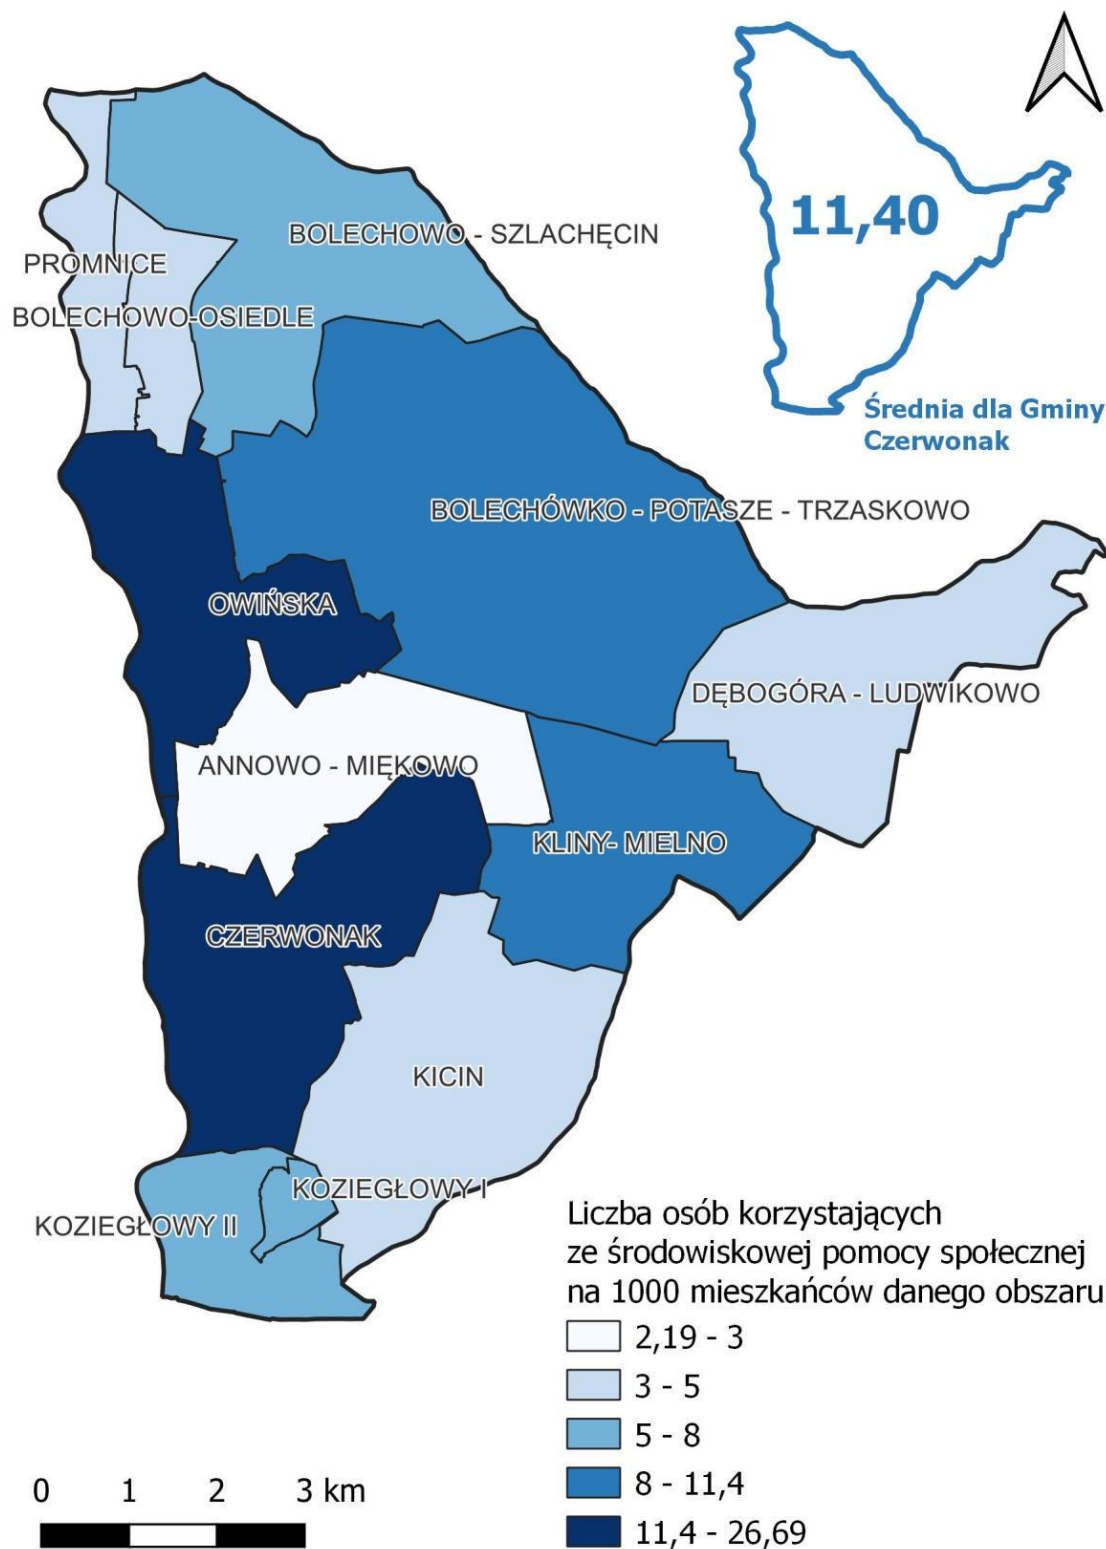 11,40
Średnia dla Gminy
Czerwonak
BOLECHOWO - SZLACHĘCIN
PROMNICE
BOLECHOWO-OSIEDLE
BOLECHÓWKO - POTASZE - TRZASKOWO
OWIŃSKA
DĘBOGÓRA - LUDWIKOWO
ANNOWO - MIĘKOWO
KLINY- MIELNO
CZERWONAK
KICIN
KOZIEGŁOWY I
KOZIEGŁOWY II
Liczba osób korzystających
ze środowiskowej pomocy społecznej
na 1000 mieszkańców danego obszaru
2,19 - 3
3 - 5
5 - 8
8 - 11,4
11,4 - 26,69
0 1 2 3 km